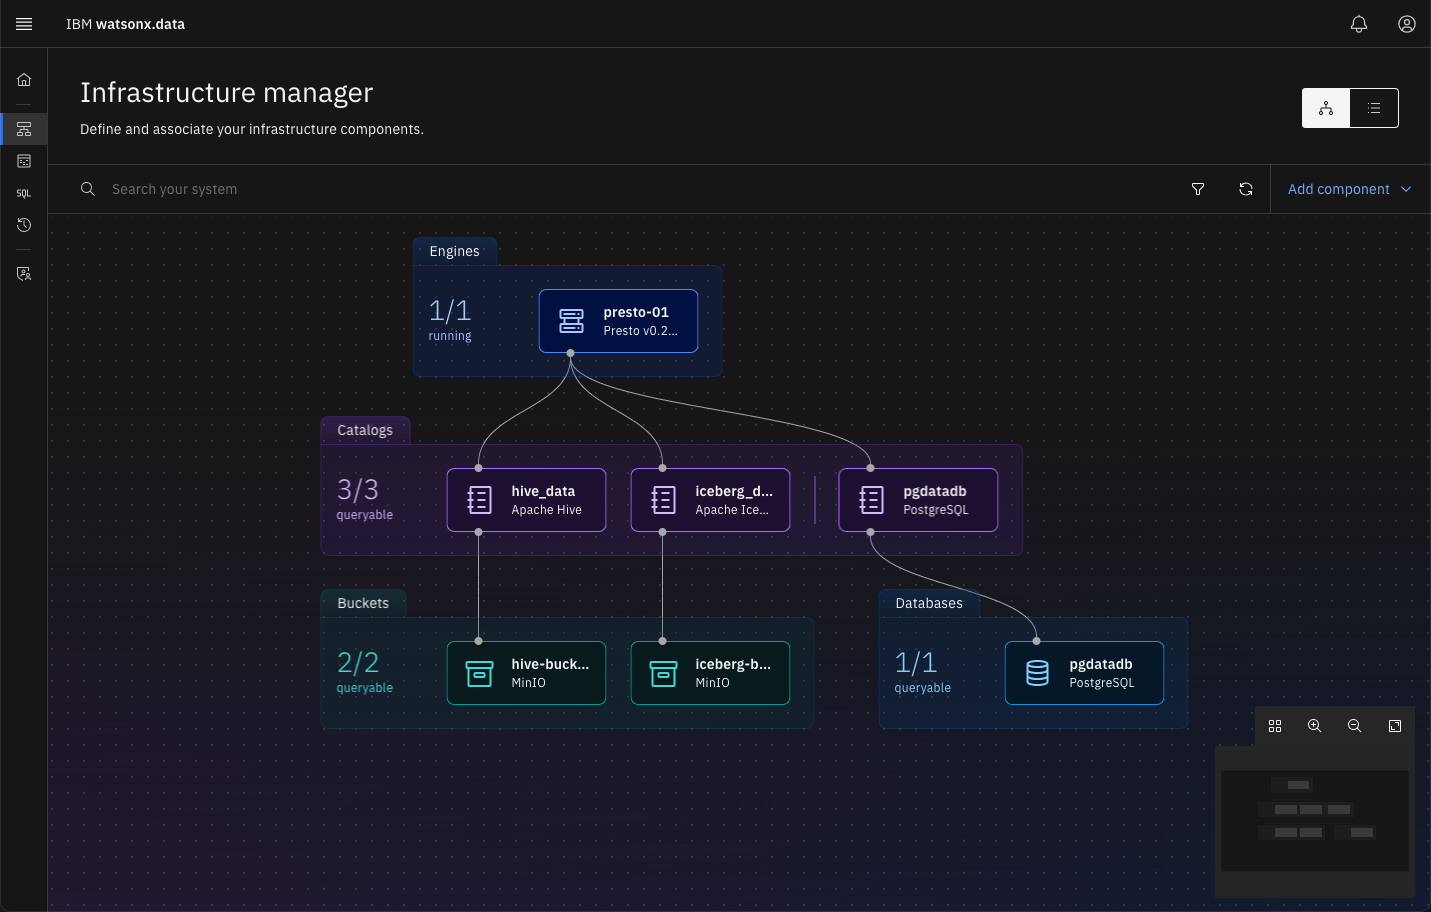 IBM watsonx.data
Infrastructure manager
Define and associate your infrastructure components.
SQL
Search your system
Add component
Engines
1/1
running
presto-01
Presto v0.2...
Catalogs
3/3
queryable
hive_data
Apache Hive
iceberg_d...
Apache Ice...
pgdatadb
PostgreSQL
Buckets
2/2
queryable
hive-buck...
MinIO
iceberg-b...
MinIO
Databases
1/1
queryable
pgdatadb
PostgreSQL